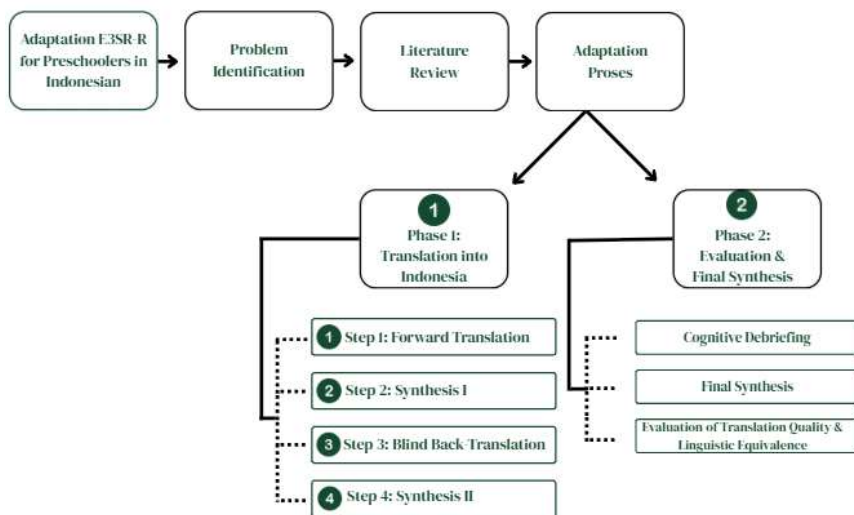 Adaptation E3SR-R
for Preschoolers in
Indonesian
Problem
Identification
Literature
Review
Adaptation
Proses
1
Phase 1:
Translation into
Indonesia
2
Phase 2:
Evaluation &
Final Synthesis
1 Step 1: Forward Translation
2 Step 2: Synthesis I
3 Step 3: Blind Back-Translation
4 Step 4: Synthesis II
Cognitive Debriefing
Final Synthesis
Evaluation of Translation Quality &
Linguistic Equivalence